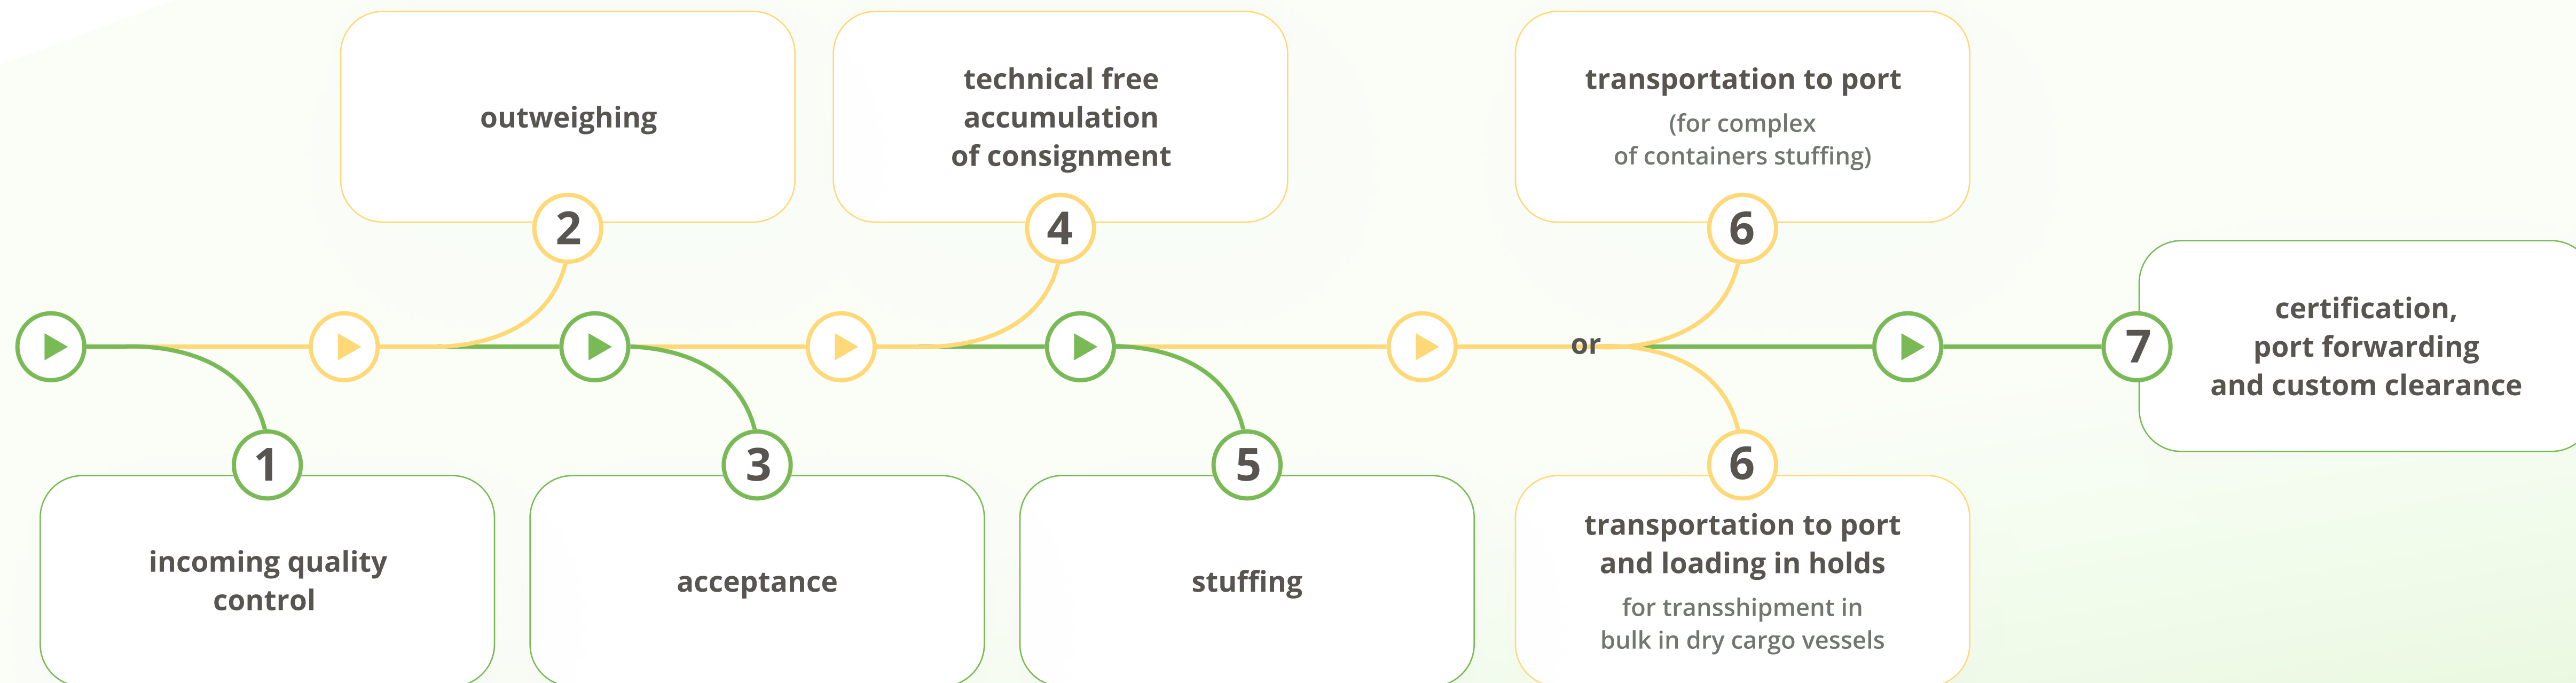 1
incoming quality
control
2
outweighing
3
acceptance
4
technical free
accumulation
of consignment
5
stuffing
6
transportation to port
(for complex
of containers stuffing)
or
6
transportation to port
and loading in holds
for transshipment in
bulk in dry cargo vessels
7
certification,
port forwarding
and custom clearance